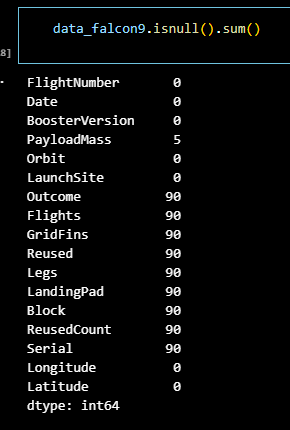 data_falcon9.isnull().sum()
8]
FlightNumber 0
Date 0
BoosterVersion 0
PayloadMass 5
Orbit 0
LaunchSite 0
Outcome 90
Flights 90
GridFins 90
Reused 90
Legs 90
LandingPad 90
Block 90
ReusedCount 90
Serial 90
Longitude 0
Latitude 0
dtype: int64